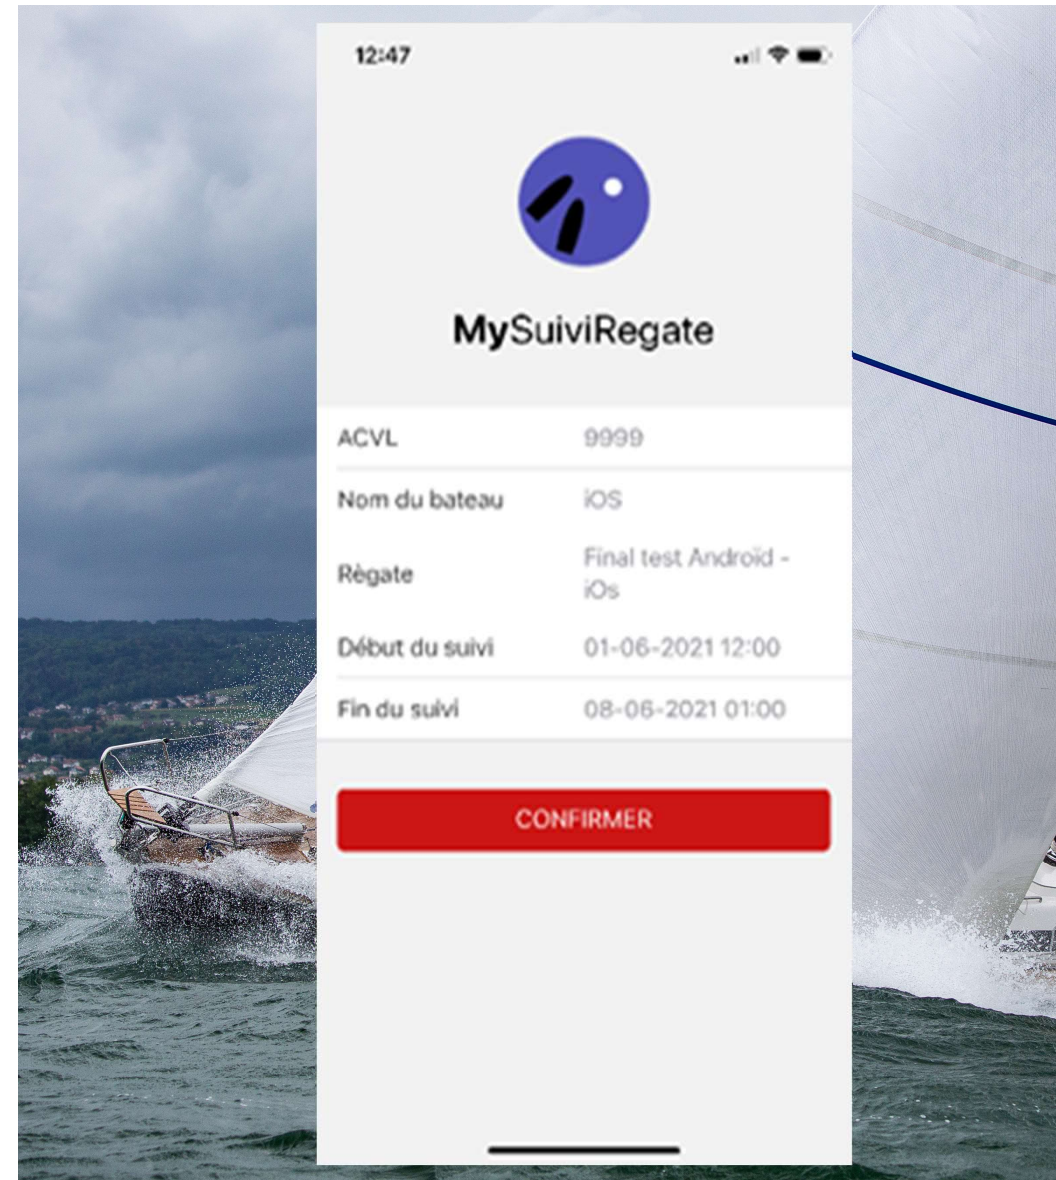 12:47
MySuiviRegate
ACVL 9999
Nom du bateau iOS
Règate Final test Androïd -
iOs
Début du suivi 01-06-2021 12:00
Fin du suivi 08-06-2021 01:00
CONFIRMER